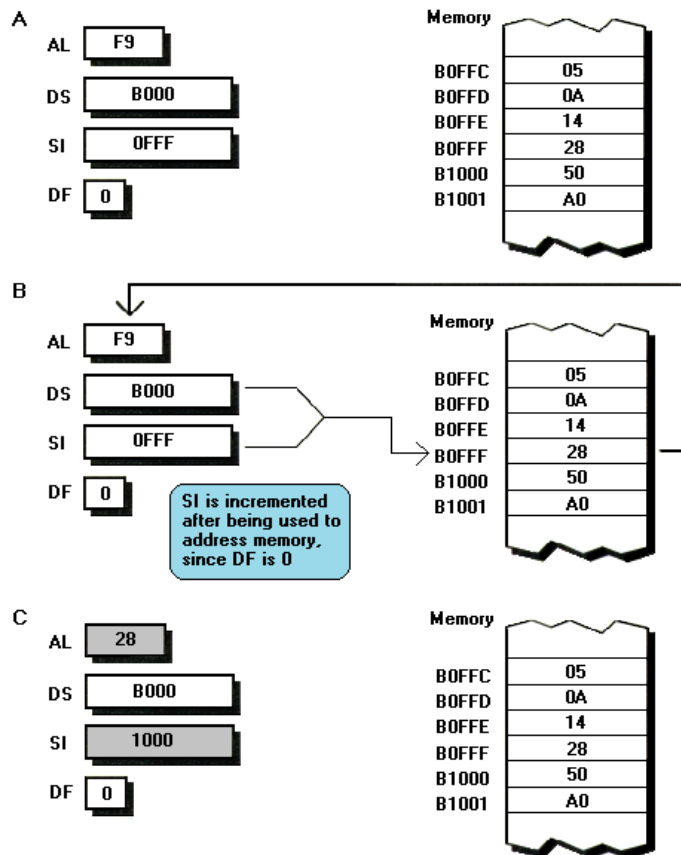 A
AL F9
DS B000
SI 0FFF
DF 0
Memory
B0FFC 05
B0FFD 0A
B0FFE 14
B0FFF 28
B1000 50
B1001 A0
B
AL F9
DS B000
SI 0FFF
DF 0
SI is incremented
after being used to
address memory,
since DF is 0
Memory
B0FFC 05
B0FFD 0A
B0FFE 14
B0FFF 28
B1000 50
B1001 A0
C
AL 28
DS B000
SI 1000
DF 0
Memory
B0FFC 05
B0FFD 0A
B0FFE 14
B0FFF 28
B1000 50
B1001 A0